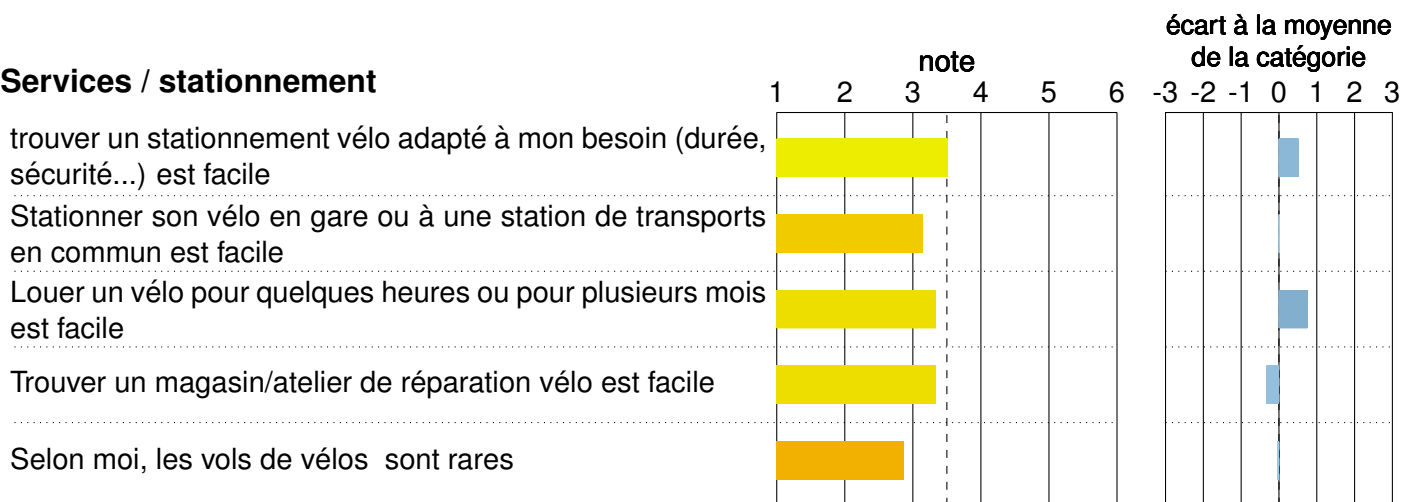 écart à la moyenne
note de la catégorie
Services / stationnement
1 2 3 4 5 6 -3 -2 -1 0 1 2 3
trouver un stationnement vélo adapté à mon besoin (durée,
sécurité...) est facile
Stationner son vélo en gare ou à une station de transports
en commun est facile
Louer un vélo pour quelques heures ou pour plusieurs mois
est facile
Trouver un magasin/atelier de réparation vélo est facile
Selon moi, les vols de vélos  sont rares